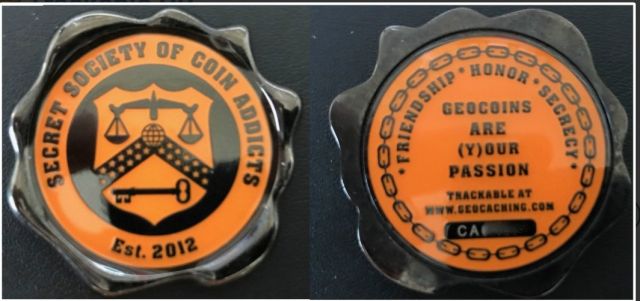 SECRET SOCIETY OF COIN ADDICTS
Est. 2012
*FRIENDSHIP*HONOR*SECRECY*
GEOCOINS
ARE
(Y)OUR
PASSION
TRACKABLE AT
WWW.GEOCACHING.COM
CA